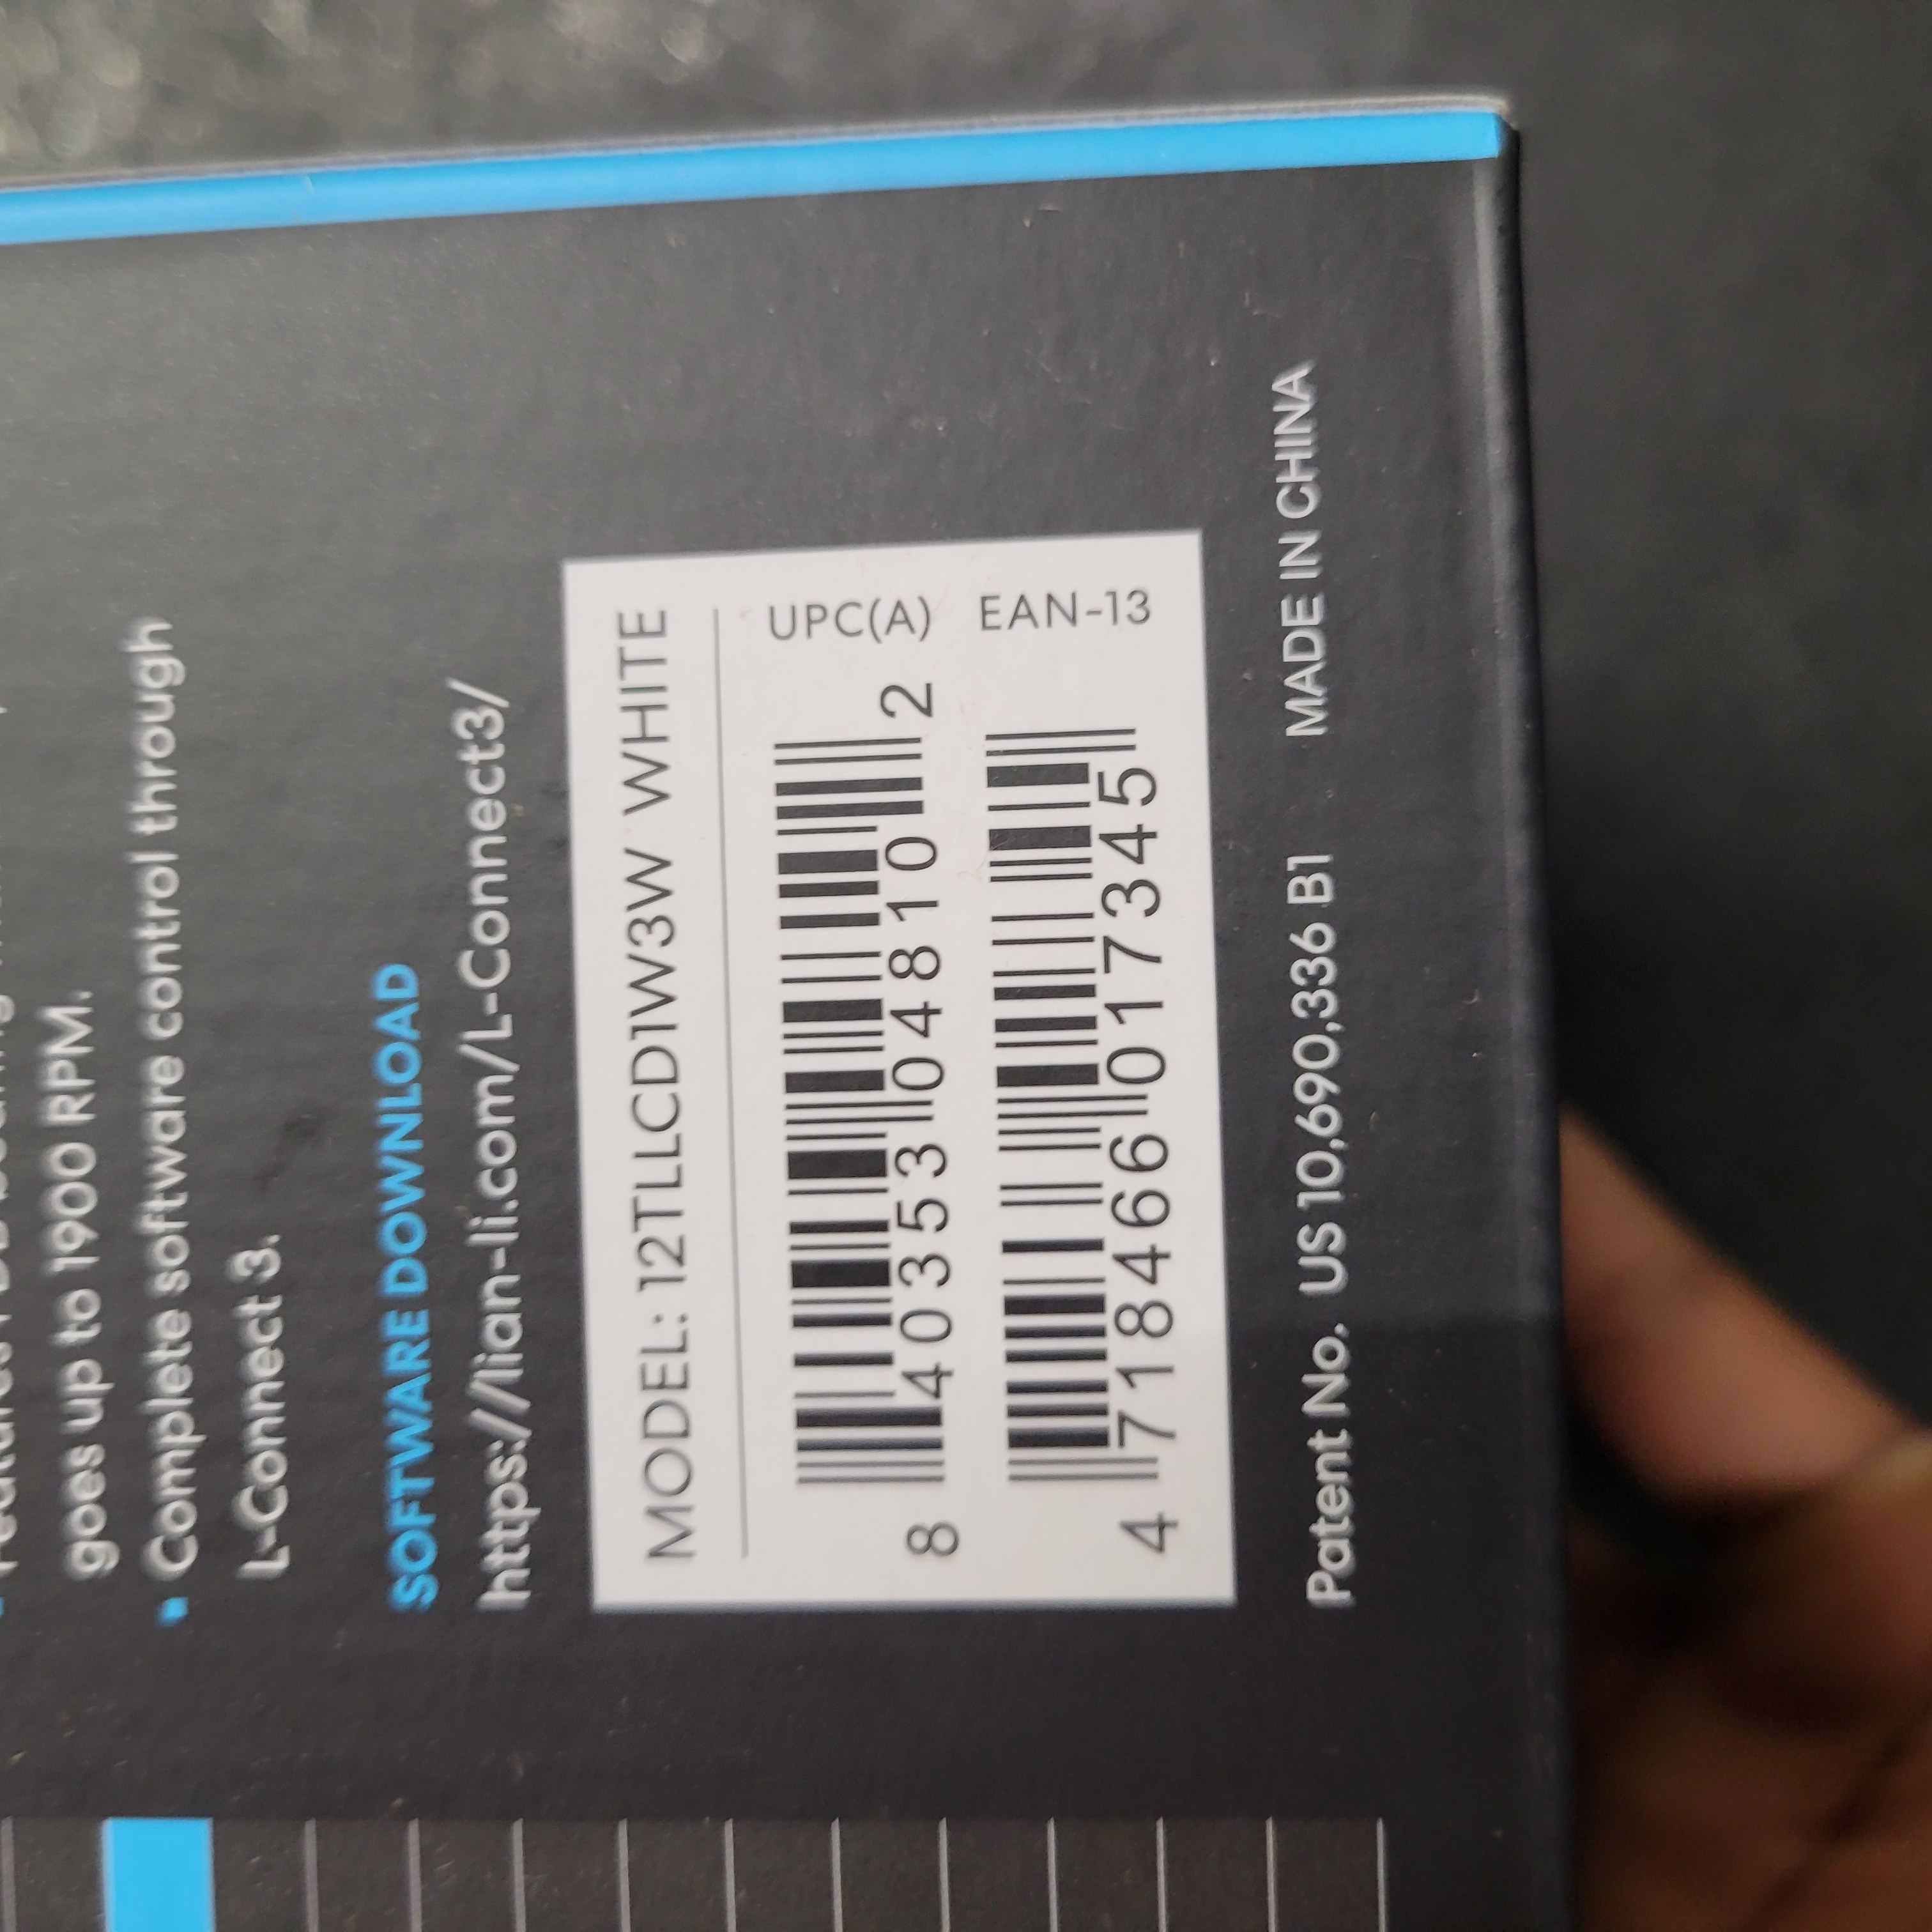 goes up to 1900 RPM.
• Complete software control through
L-Connect 3.
SOFTWARE DOWNLOAD
https://lian-li.com/L-Connect3/
MODEL: 12TLLCD1W3W WHITE
8 40353 04810 2 UPC(A)
4 718466 017345 EAN-13
Patent No. US 10,690,336 B1 MADE IN CHINA